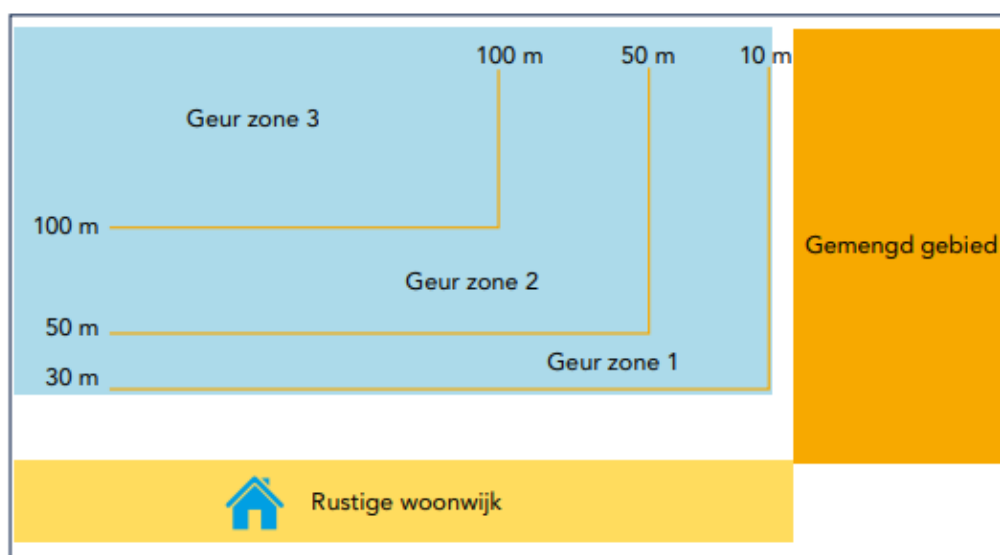 100 m 50 m 10 m
Geur zone 3
100 m
Gemengd gebied
Geur zone 2
50 m
Geur zone 1
30 m
Rustige woonwijk